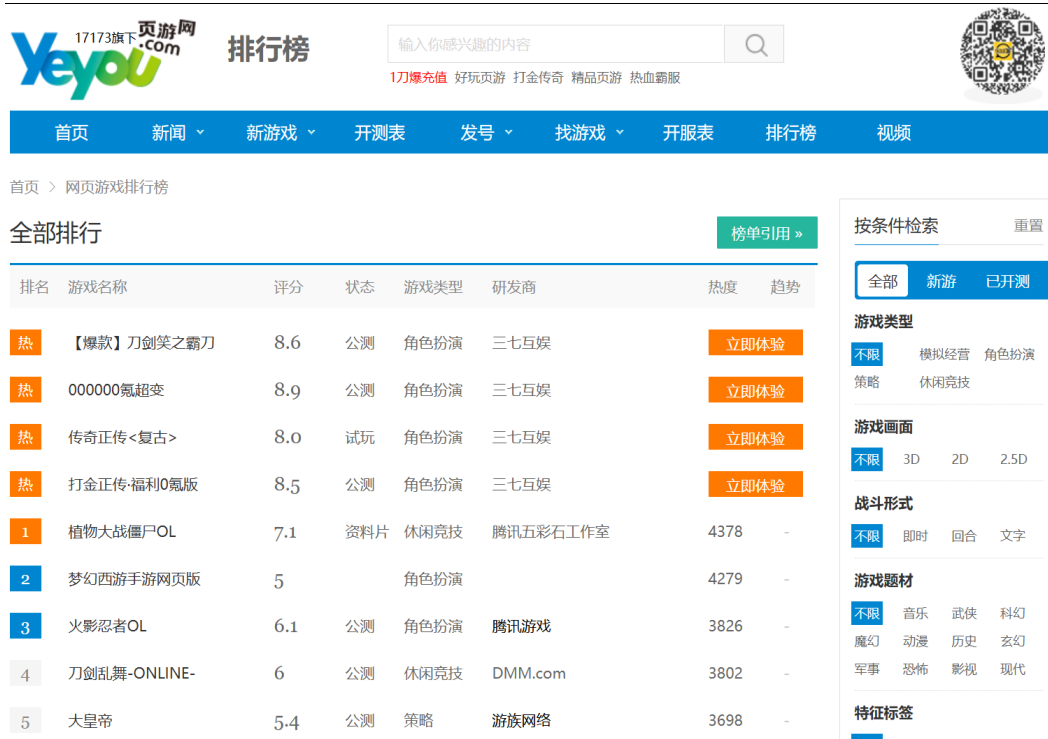 17173旗下
页游网
Yeyou.com
排行榜
输入你感兴趣的内容
1刀爆充值 好玩页游 打金传奇 精品页游 热血霸服
首页 新闻 新游戏 开测表 发号 找游戏 开服表 排行榜 视频
首页 > 网页游戏排行榜
全部排行
榜单引用 »
排名 游戏名称 评分 状态 游戏类型 研发商 热度 趋势
热 【爆款】刀剑笑之霸刀 8.6 公测 角色扮演 三七互娱 立即体验
热 000000氪超变 8.9 公测 角色扮演 三七互娱 立即体验
热 传奇正传<复古> 8.0 试玩 角色扮演 三七互娱 立即体验
热 打金正传·福利0氪版 8.5 公测 角色扮演 三七互娱 立即体验
1 植物大战僵尸OL 7.1 资料片 休闲竞技 腾讯五彩石工作室 4378 -
2 梦幻西游手游网页版 5 角色扮演 4279 -
3 火影忍者OL 6.1 公测 角色扮演 腾讯游戏 3826 -
4 刀剑乱舞-ONLINE- 6 公测 休闲竞技 DMM.com 3802 -
5 大皇帝 5.4 公测 策略 游族网络 3698 -
按条件检索 重置
全部 新游 已开测
游戏类型
不限 模拟经营 角色扮演
策略 休闲竞技
游戏画面
不限 3D 2D 2.5D
战斗形式
不限 即时 回合 文字
游戏题材
不限 音乐 武侠 科幻
魔幻 动漫 历史 玄幻
军事 恐怖 影视 现代
特征标签